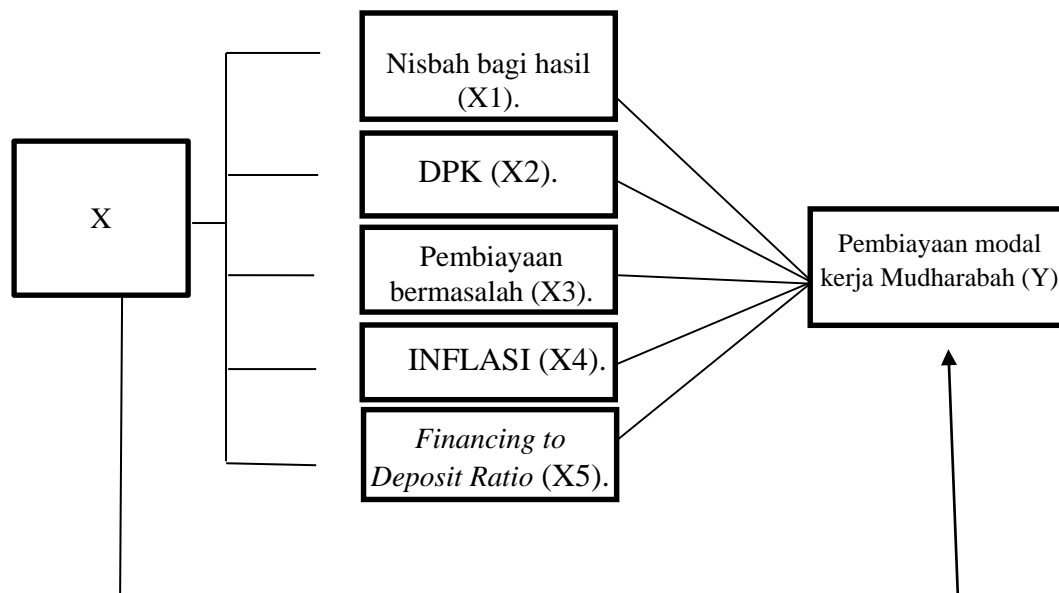 X
Nisbah bagi hasil
(X1).
DPK (X2).
Pembiayaan
bermasalah (X3).
INFLASI (X4).
Financing to
Deposit Ratio (X5).
Pembiayaan modal
kerja Mudharabah (Y)